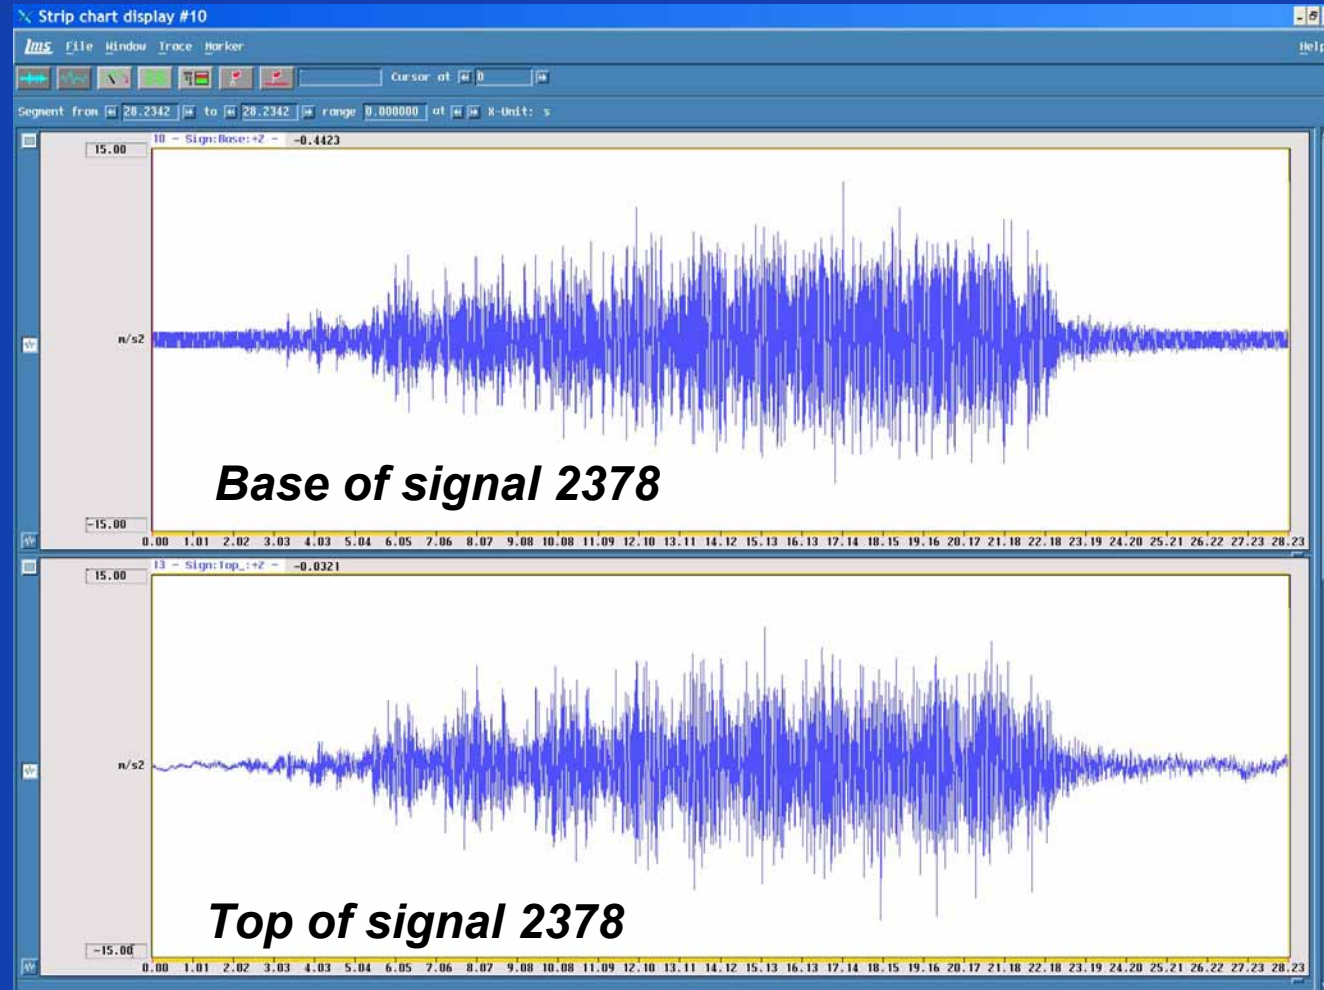 Strip chart display #10
lms File Window Trace Marker Help
Cursor at 0
Segment from 28.2342 to 28.2342 range 0.000000 at X-Unit: s
10 - Sign:Base:+Z - -0.4423
15.00
m/s2
Base of signal 2378
-15.00
0.00 1.01 2.02 3.03 4.03 5.04 6.05 7.06 8.07 9.08 10.08 11.09 12.10 13.11 14.12 15.13 16.13 17.14 18.15 19.16 20.17 21.18 22.18 23.19 24.20 25.21 26.22 27.23 28.23
13 - Sign:Top_:+Z - -0.0321
15.00
m/s2
Top of signal 2378
-15.00
0.00 1.01 2.02 3.03 4.03 5.04 6.05 7.06 8.07 9.08 10.08 11.09 12.10 13.11 14.12 15.13 16.13 17.14 18.15 19.16 20.17 21.18 22.18 23.19 24.20 25.21 26.22 27.23 28.23